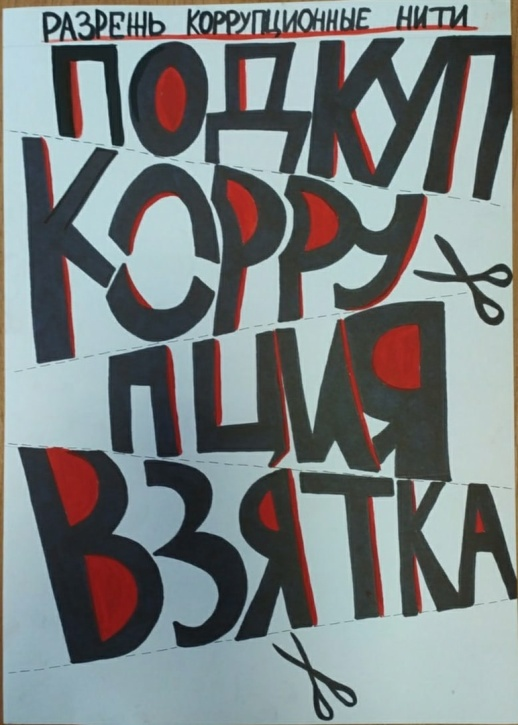 РАЗРЕЖЬ КОРРУПЦИОННЫЕ НИТИ
ПОДКУП
КОРРУ
ПЦИЯ
ВЗЯТКА